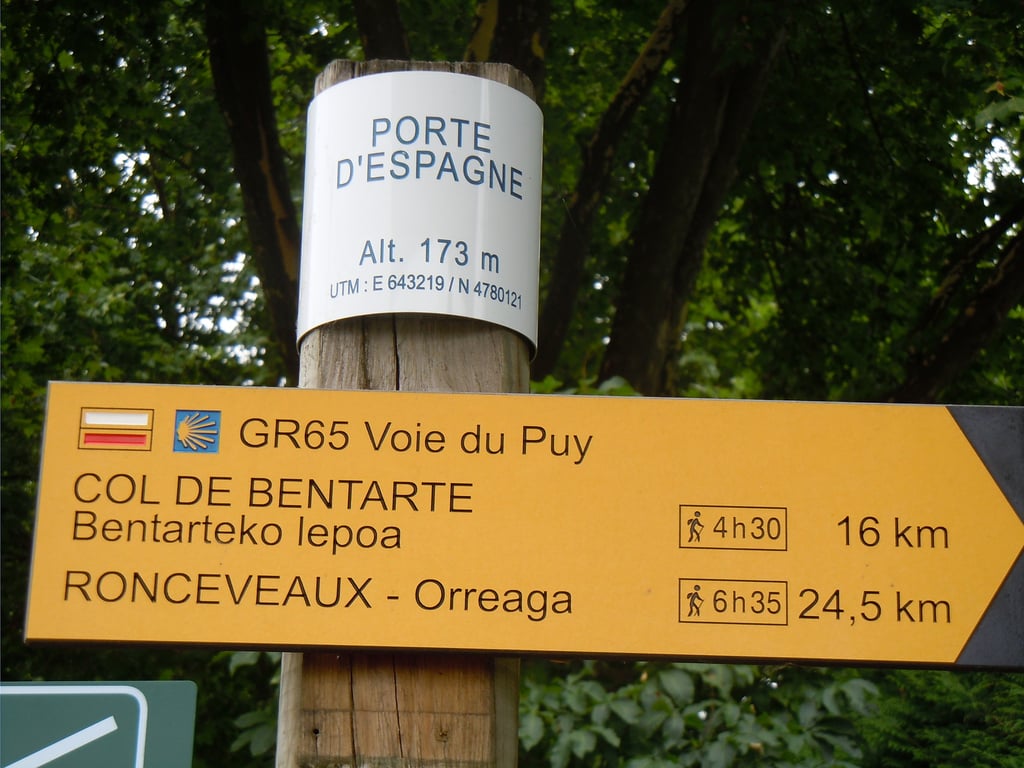 PORTE
D'ESPAGNE
Alt. 173 m
UTM : E 643219 / N 4780121
GR65 Voie du Puy
COL DE BENTARTE
Bentarteko lepoa
4h30 16 km
RONCEVEAUX - Orreaga
6h35 24,5 km